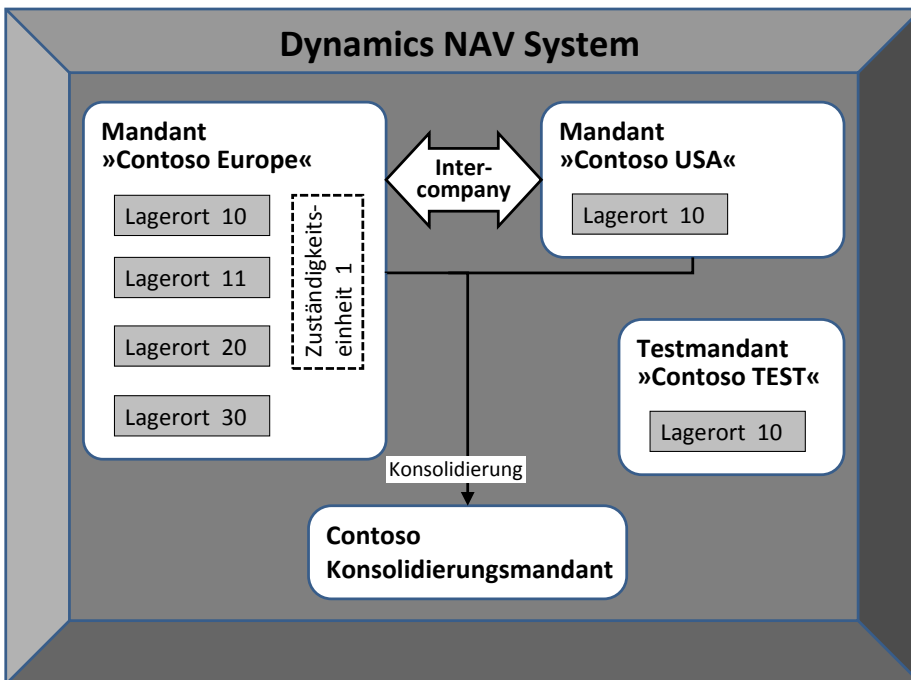 Dynamics NAV System
Mandant
»Contoso Europe«
Lagerort 10
Lagerort 11
Lagerort 20
Lagerort 30
Zuständigkeits-
einheit 1
Inter-
company
Mandant
»Contoso USA«
Lagerort 10
Testmandant
»Contoso TEST«
Lagerort 10
Konsolidierung
Contoso
Konsolidierungsmandant